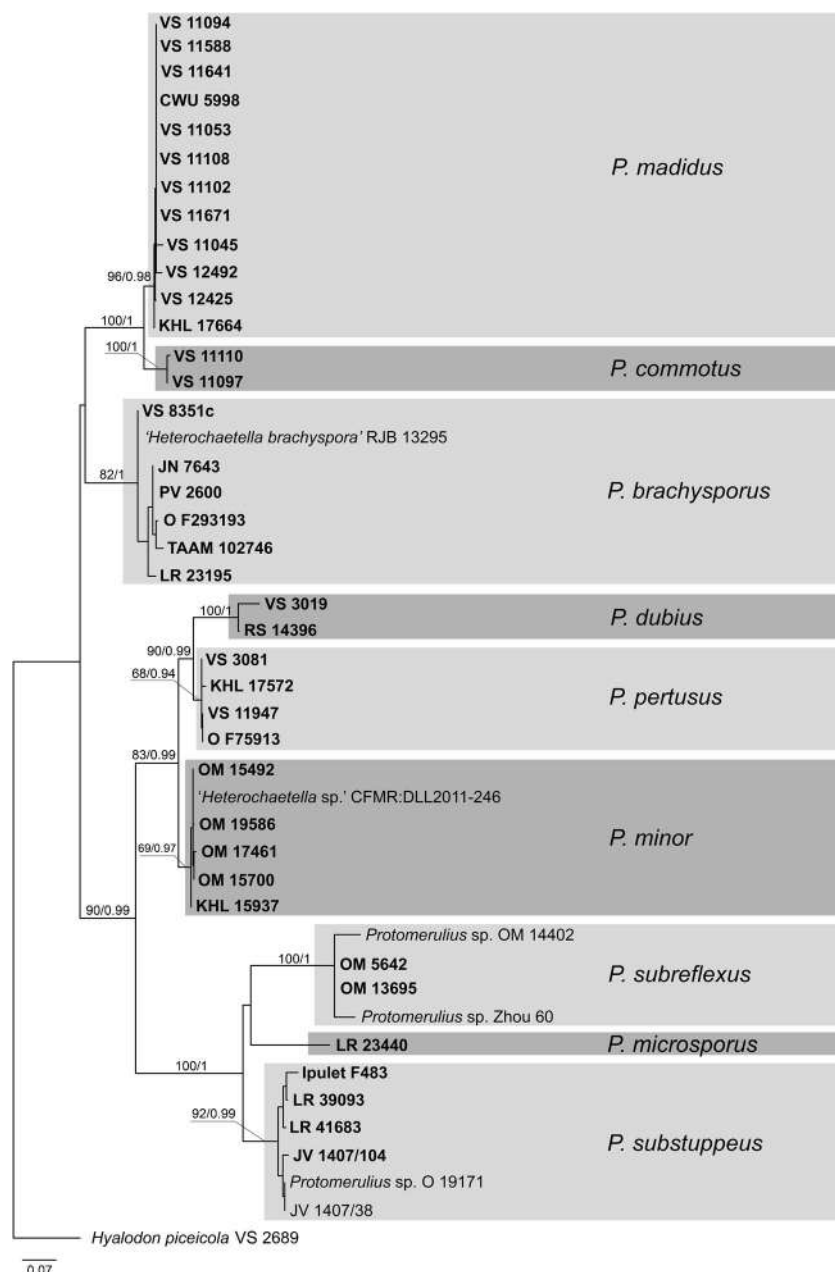 VS 11094
VS 11588
VS 11641
CWU 5998
VS 11053
VS 11108
P. madidus
VS 11102
VS 11671
VS 11045
96/0.98
VS 12492
VS 12425
100/1
KHL 17664
100/1
VS 11110
P. commotus
VS 11097
VS 8351c
'Heterochaetella brachyspora' RJB 13295
82/1
JN 7643
PV 2600
P. brachysporus
O F293193
TAAM 102746
LR 23195
100/1
VS 3019
P. dubius
RS 14396
90/0.99
VS 3081
68/0.94
KHL 17572
P. pertusus
VS 11947
O F75913
83/0.99
OM 15492
'Heterochaetella sp.' CFMR:DLL2011-246
OM 19586
P. minor
69/0.97
OM 17461
OM 15700
KHL 15937
90/0.99
Protomerulius sp. OM 14402
100/1
OM 5642
P. subreflexus
OM 13695
Protomerulius sp. Zhou 60
LR 23440
P. microsporus
100/1
Ipulet F483
LR 39093
92/0.99
LR 41683
P. substuppeus
JV 1407/104
Protomerulius sp. O 19171
JV 1407/38
Hyalodon piceicola VS 2689
0.07